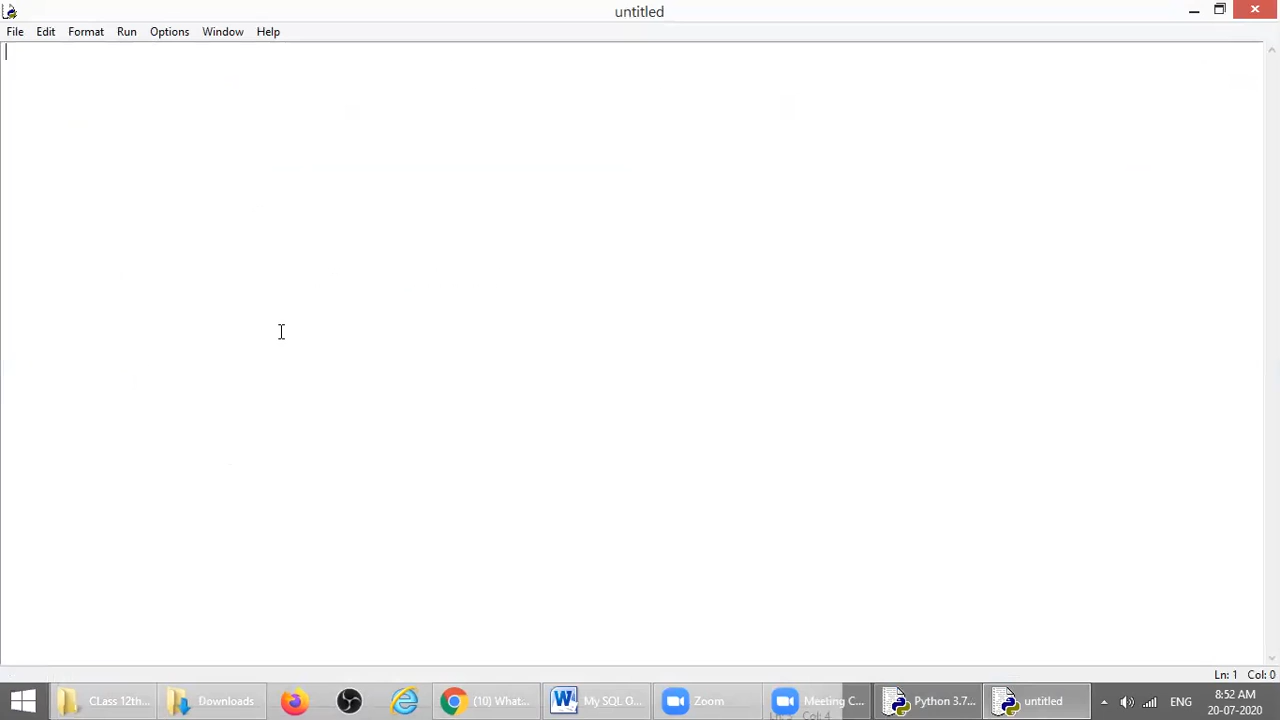 untitled
File Edit Format Run Options Window Help
Ln: 1 Col: 0
CLass 12th... Downloads (10) What... My SQL O... Zoom Meeting C... Python 3.7... untitled ENG 8:52 AM
20-07-2020